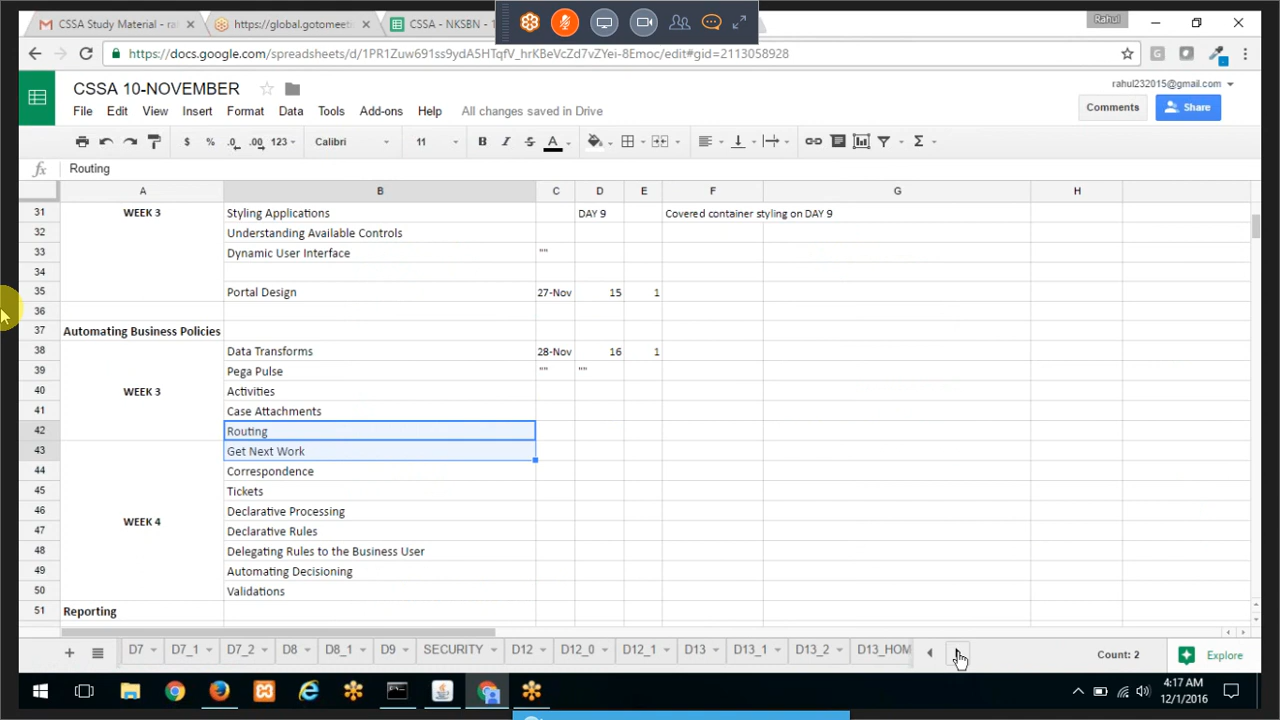 CSSA Study Material - ra
https://global.gotomeeti
CSSA - NKSBN - 1
Rahul
https://docs.google.com/spreadsheets/d/1PR1Zuw691ss9ydA5HTqfV_hrKBeVcZd7vZYei-8Emoc/edit#gid=2113058928
CSSA 10-NOVEMBER
rahul232015@gmail.com
File Edit View Insert Format Data Tools Add-ons Help All changes saved in Drive
Comments
Share
$ % .0 .00 123 Calibri 11 B I S A Σ
fx Routing
A B C D E F G H
31 WEEK 3 Styling Applications DAY 9 Covered container styling on DAY 9
32 Understanding Available Controls
33 Dynamic User Interface ""
34
35 Portal Design 27-Nov 15 1
36
37 Automating Business Policies
38 Data Transforms 28-Nov 16 1
39 Pega Pulse "" ""
40 WEEK 3 Activities
41 Case Attachments
42 Routing
43 Get Next Work
44 Correspondence
45 Tickets
46 Declarative Processing
47 WEEK 4 Declarative Rules
48 Delegating Rules to the Business User
49 Automating Decisioning
50 Validations
51 Reporting
D7 D7_1 D7_2 D8 D8_1 D9 SECURITY D12 D12_0 D12_1 D13 D13_1 D13_2 D13_HOM
Count: 2
Explore
4:17 AM
12/1/2016